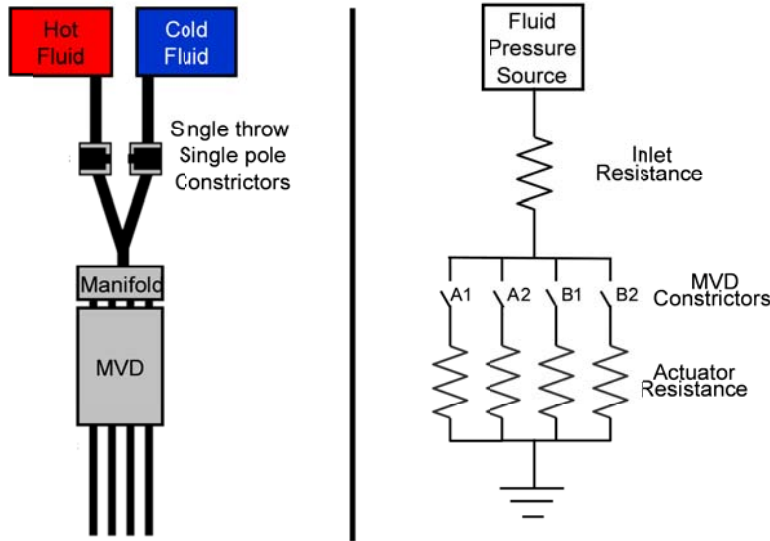 Hot
Fluid
Cold
Fluid
Sngle throw
Single pole
Constrictors
Manifold
MVD
Fluid
Pressure
Source
Inlet
Resistance
A1
A2
B1
B2
MVD
Constrictors
Actuator
Resistance